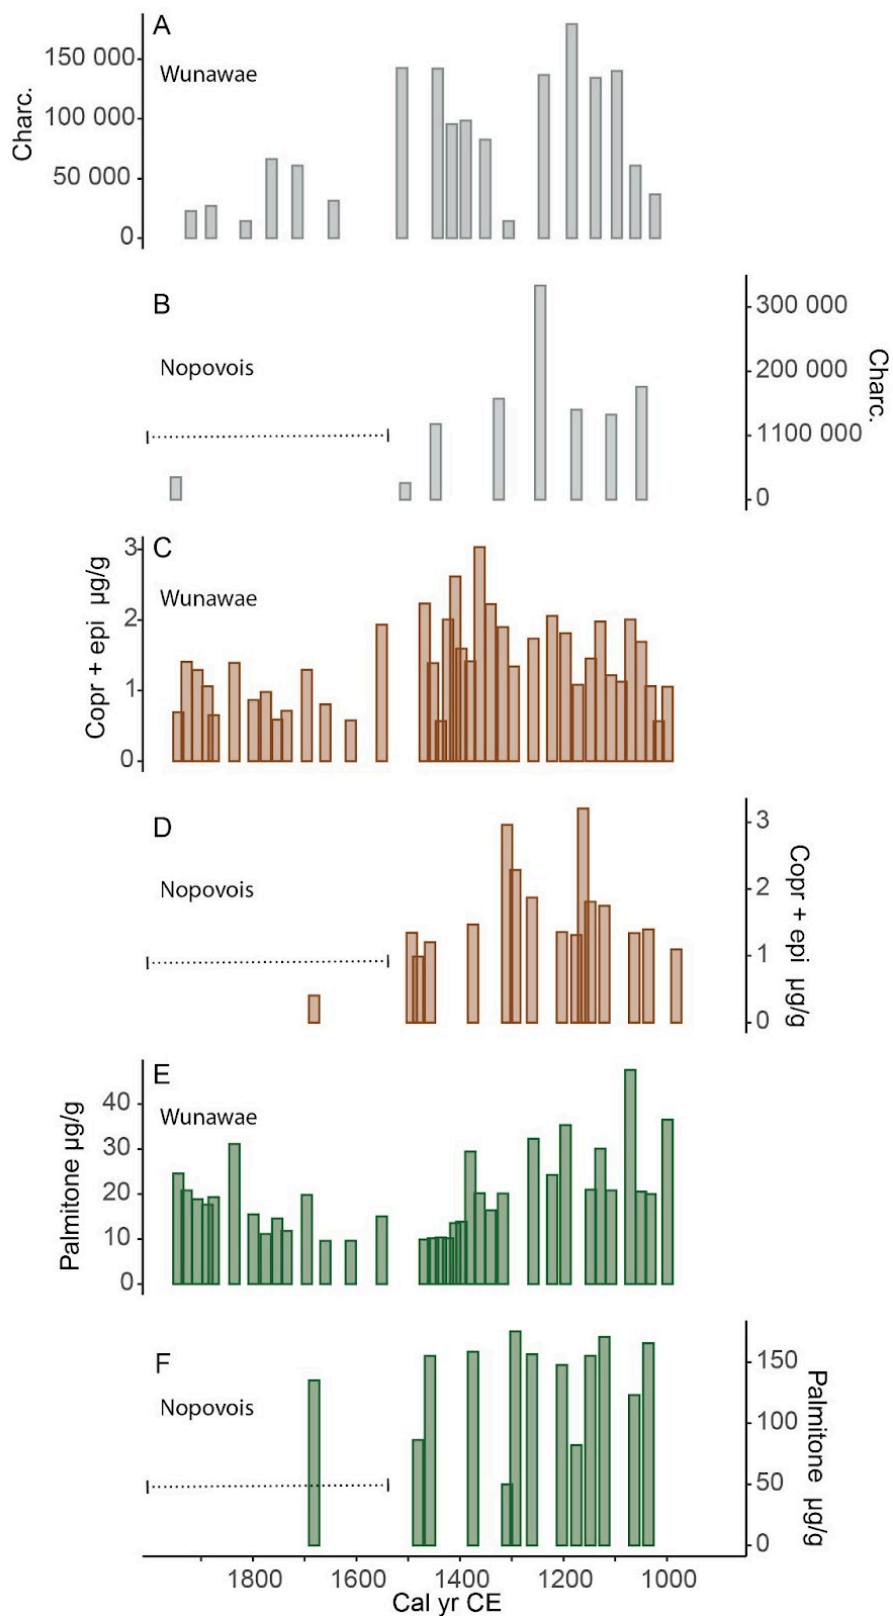 A
Wunawae
Charc.
150 000
100 000
50 000
0
B
Nopovois
Charc.
300 000
200 000
1100 000
0
C
Wunawae
Copr + epi µg/g
3
2
1
0
D
Nopovois
Copr + epi µg/g
3
2
1
0
E
Wunawae
Palmitone µg/g
40
30
20
10
0
F
Nopovois
Palmitone µg/g
150
100
50
0
1800 1600 1400 1200 1000
Cal yr CE